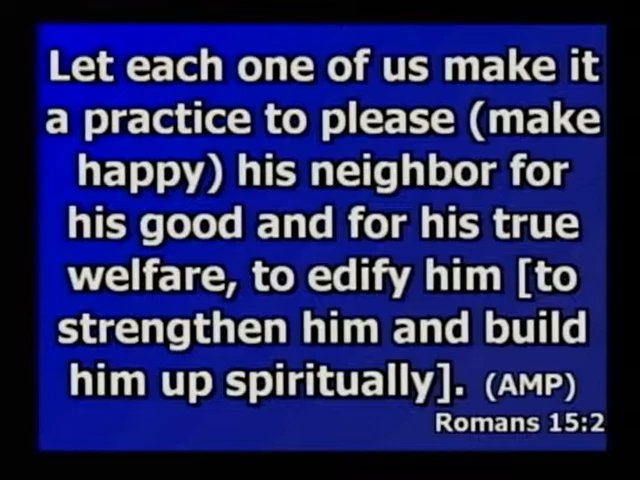 Let each one of us make it
a practice to please (make
happy) his neighbor for
his good and for his true
welfare, to edify him [to
strengthen him and build
him up spiritually]. (AMP)
Romans 15:2